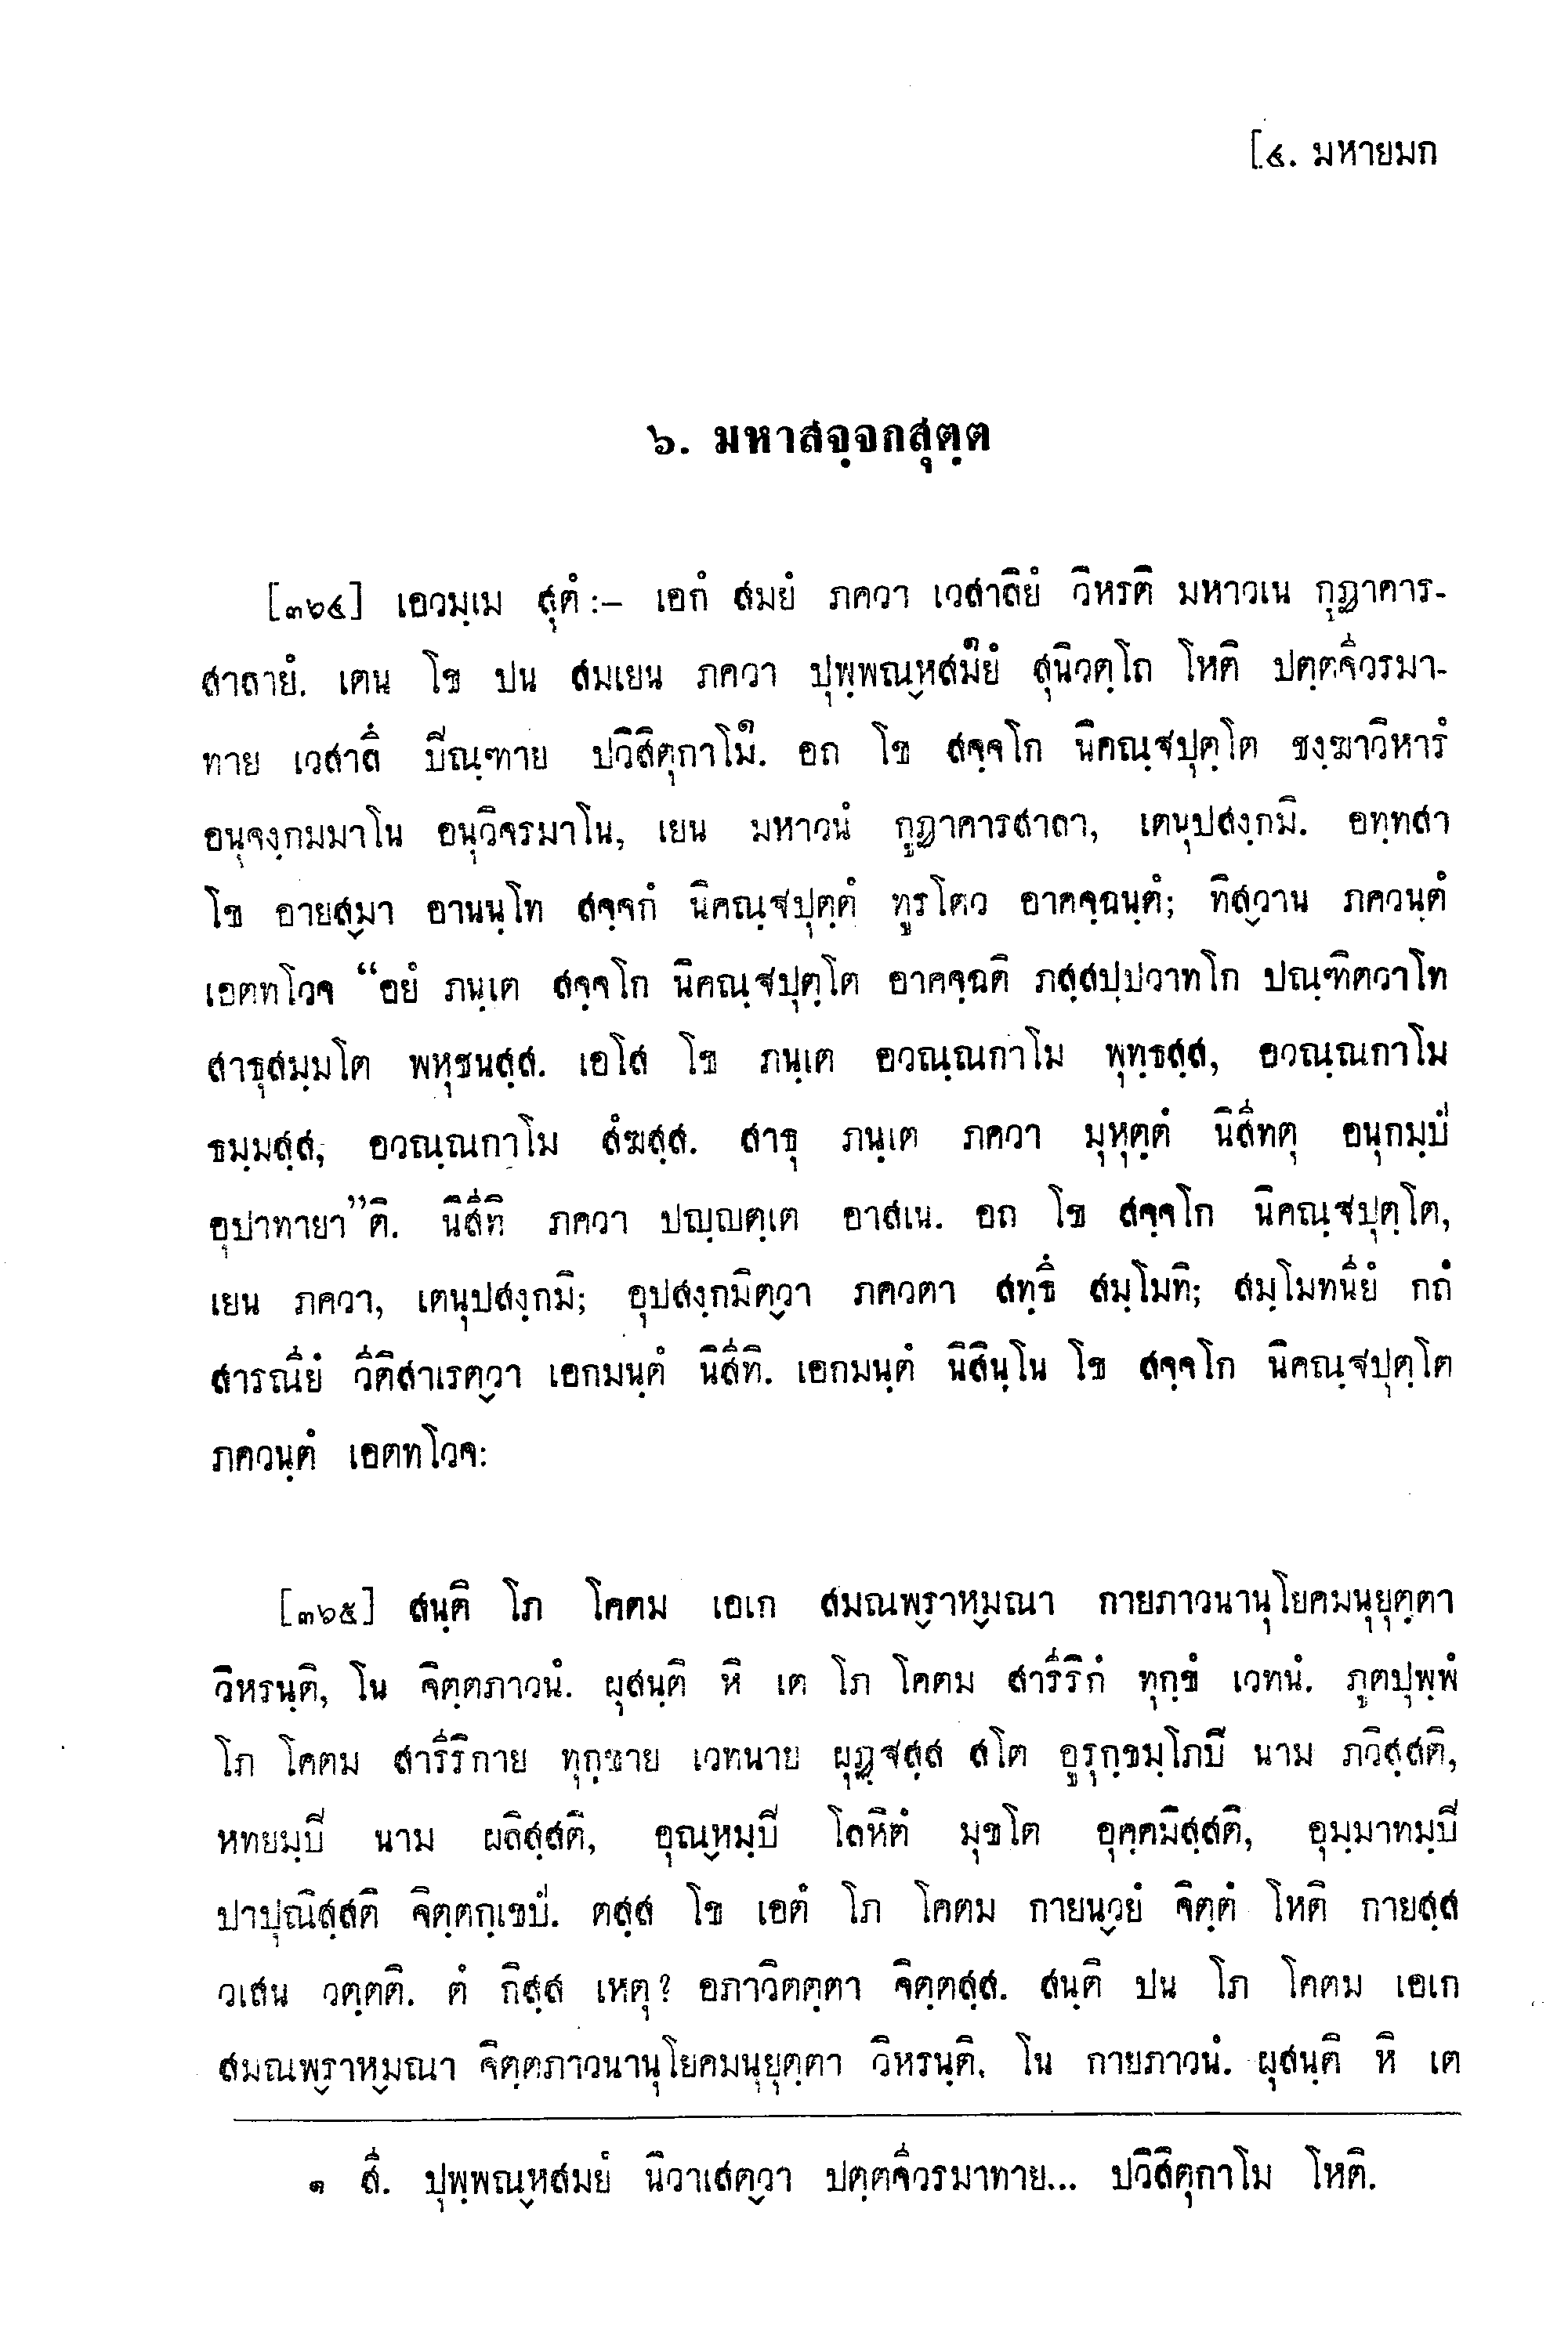 [๔. มหายมก
๖. มหาสจฺจกสุตฺต
[๓๖๔] เอวมฺเม สุตํ :– เอกํ สมยํ ภควา เวสาลิยํ วิหรติ มหาวเน กุฏาคาร-
สาลายํ. เตน โข ปน สมเยน ภควา ปุพฺพณฺหสมยํ๑ สุนิวตฺโถ โหติ ปตฺตจีวรมา-
ทาย เวสาลึ ปิณฺฑาย ปวิสิตุกาโม๑. อถ โข สจฺจโก นิคณฺฐปุตฺโต ชงฺฆาวิหารํ
อนุจงฺกมมาโน อนุวิจรมาโน, เยน มหาวนํ กูฏาคารสาลา, เตนุปสงฺกมิ. อทฺทสา
โข อายสฺมา อานนฺโท สจฺจกํ นิคณฺฐปุตฺตํ ทูรโตว อาคจฺฉนฺตํ; ทิสฺวาน ภควนฺตํ
เอตทโวจ “อยํ ภนฺเต สจฺจโก นิคณฺฐปุตฺโต อาคจฺฉติ ภสฺสปฺปวาทโก ปณฺฑิตวาโท
สาธุสมฺมโต พหุชนสฺส. เอโส โข ภนฺเต อวณฺณกาโม พุทฺธสฺส, อวณฺณกาโม
ธมฺมสฺส, อวณฺณกาโม สํฆสฺส. สาธุ ภนฺเต ภควา มุหุตฺตํ นิสีทตุ อนุกมฺปํ
อุปาทายา”ติ. นิสีทิ ภควา ปญฺญตฺเต อาสเน. อถ โข สจฺจโก นิคณฺฐปุตฺโต,
เยน ภควา, เตนุปสงฺกมิ; อุปสงฺกมิตฺวา ภควตา สทฺธึ สมฺโมทิ; สมฺโมทนียํ กถํ
สารณียํ วีติสาเรตฺวา เอกมนฺตํ นิสีทิ. เอกมนฺตํ นิสินฺโน โข สจฺจโก นิคณฺฐปุตฺโต
ภควนฺตํ เอตทโวจ:
[๓๖๕] สนฺติ โภ โคตม เอเก สมณพฺราหฺมณา กายภาวนานุโยคมนุยุตฺตา
วิหรนฺติ, โน จิตฺตภาวนํ. ผุสนฺติ หิ เต โภ โคตม สารีริกํ ทุกฺขํ เวทนํ. ภูตปุพฺพํ
โภ โคตม สารีริกาย ทุกฺขาย เวทนาย ผุฏฺฐสฺส สโต อูรุกฺขมฺโภปิ นาม ภวิสฺสติ,
หทยมฺปิ นาม ผลิสฺสติ, อุณฺหมฺปิ โลหิตํ มุขโต อุคฺคมิสฺสติ, อุมฺมาทมฺปิ
ปาปุณิสฺสติ จิตฺตกฺเขปํ. ตสฺส โข เอตํ โภ โคตม กายนฺวยํ จิตฺตํ โหติ กายสฺส
วเสน วตฺตติ. ตํ กิสฺส เหตุ? อภาวิตตฺตา จิตฺตสฺส. สนฺติ ปน โภ โคตม เอเก
สมณพฺราหฺมณา จิตฺตภาวนานุโยคมนุยุตฺตา วิหรนฺติ, โน กายภาวนํ. ผุสนฺติ หิ เต
๑ สี. ปุพฺพณฺหสมยํ นิวาเสตฺวา ปตฺตจีวรมาทาย... ปวิสิตุกาโม โหติ.